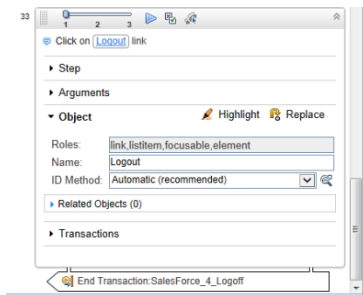 33
1 2 3
Click on Logout link
Step
Arguments
Object Highlight Replace
Roles: link,listitem,focusable,element
Name: Logout
ID Method: Automatic (recommended)
Related Objects (0)
Transactions
End Transaction:SalesForce_4_Logoff